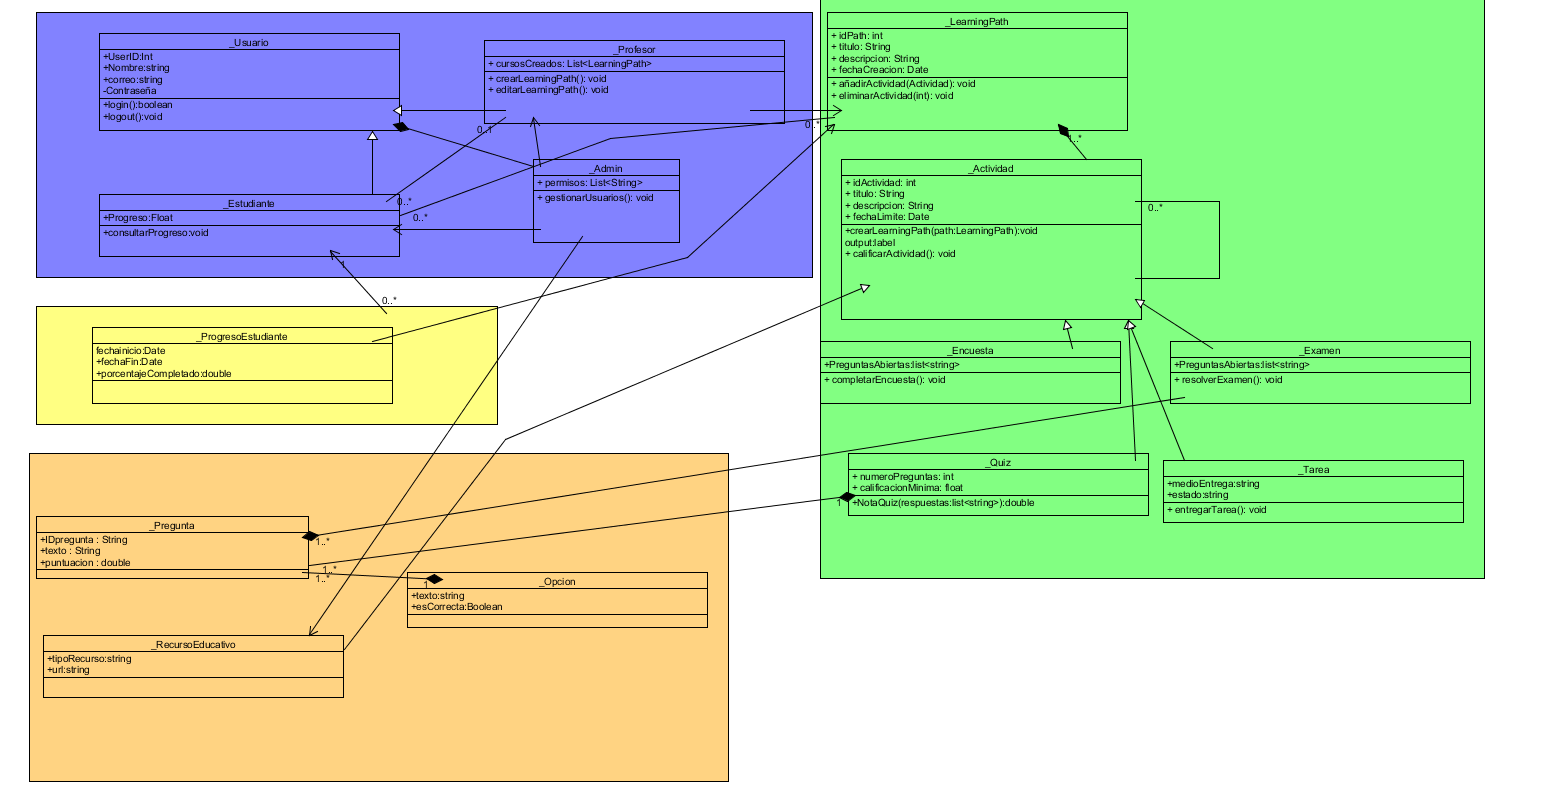 _Usuario
+UserID:Int
+Nombre:string
+correo:string
-Contraseña
+login():boolean
+logout():void
_Profesor
+ cursosCreados: List<LearningPath>
+ crearLearningPath(): void
+ editarLearningPath(): void
0..1
0..*
_LearningPath
+ idPath: int
+ titulo: String
+ descripcion: String
+ fechaCreacion: Date
+ añadirActividad(Actividad): void
+ eliminarActividad(int): void
1..*
_Admin
+ permisos: List<String>
+ gestionarUsuarios(): void
_Estudiante
+Progreso:Float
+consultarProgreso:void
0..*
0..*
1
0..*
_Actividad
+ idActividad: int
+ titulo: String
+ descripcion: String
+ fechaLimite: Date
+crearLearningPath(path:LearningPath):void
output:label
+ calificarActividad(): void
0..*
_ProgresoEstudiante
fechainicio:Date
+fechaFin:Date
+porcentajeCompletado:double
_Encuesta
+PreguntasAbiertas:list<string>
+ completarEncuesta(): void
_Examen
+PreguntasAbiertas:list<string>
+ resolverExamen(): void
_Quiz
+ numeroPreguntas: int
+ calificacionMinima: float
+NotaQuiz(respuestas:list<string>):double
1
_Tarea
+medioEntrega:string
+estado:string
+ entregarTarea(): void
_Pregunta
+IDpregunta : String
+texto : String
+puntuacion : double
1..*
1..*
1..*
1
_Opcion
+texto:string
+esCorrecta:Boolean
_RecursoEducativo
+tipoRecurso:string
+url:string